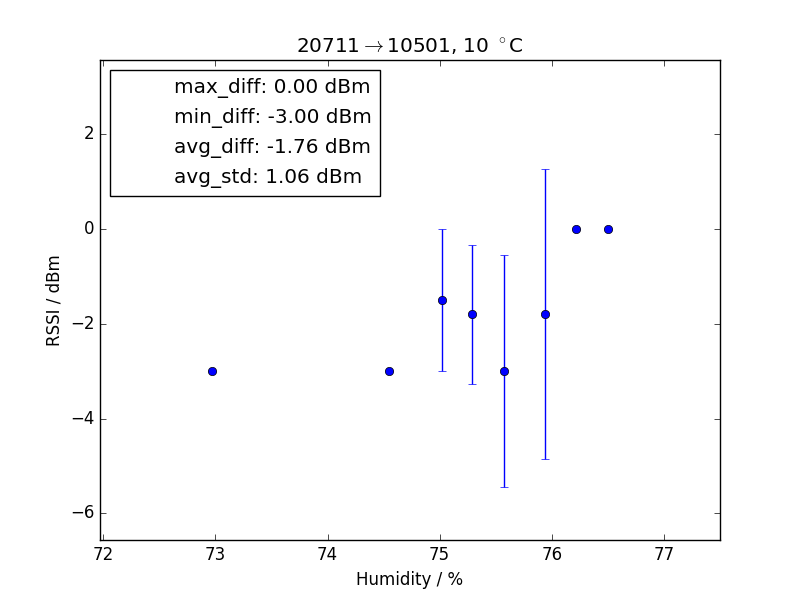 20711→10501, 10 °C
max_diff: 0.00 dBm
min_diff: -3.00 dBm
avg_diff: -1.76 dBm
avg_std: 1.06 dBm
RSSI / dBm
2
0
−2
−4
−6
72 73 74 75 76 77
Humidity / %